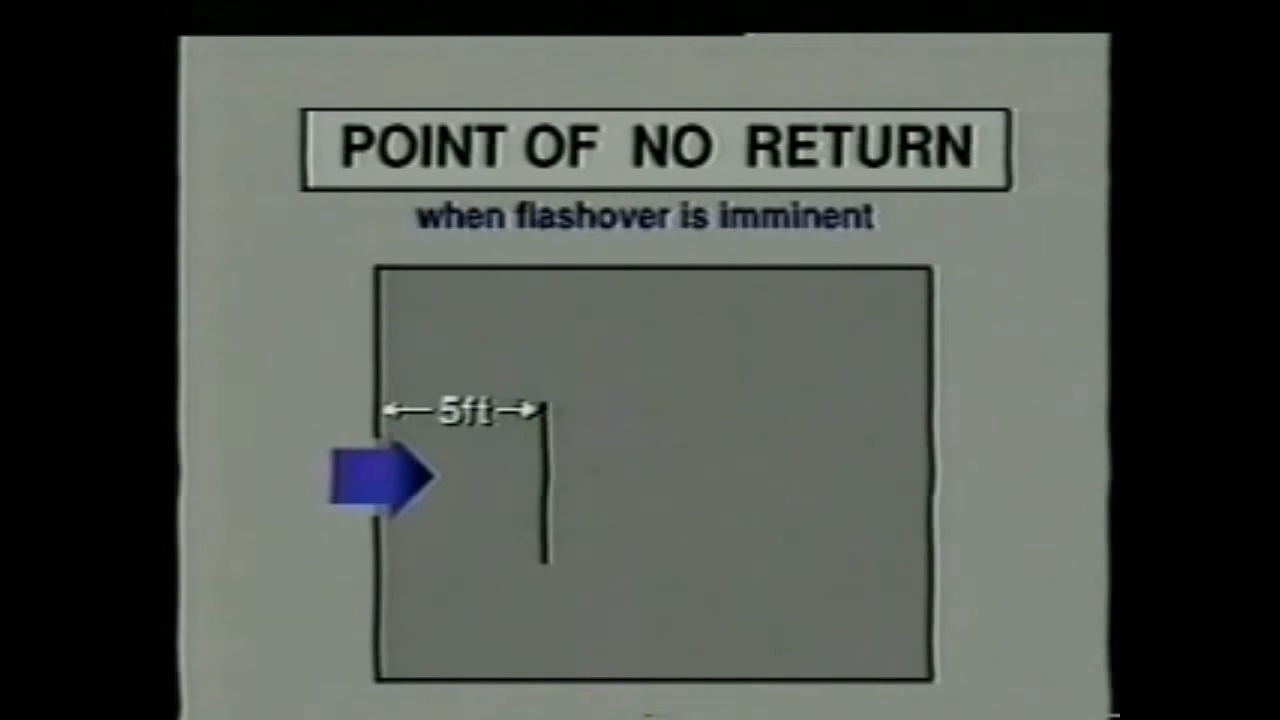 POINT OF NO RETURN
when flashover is imminent
5ft